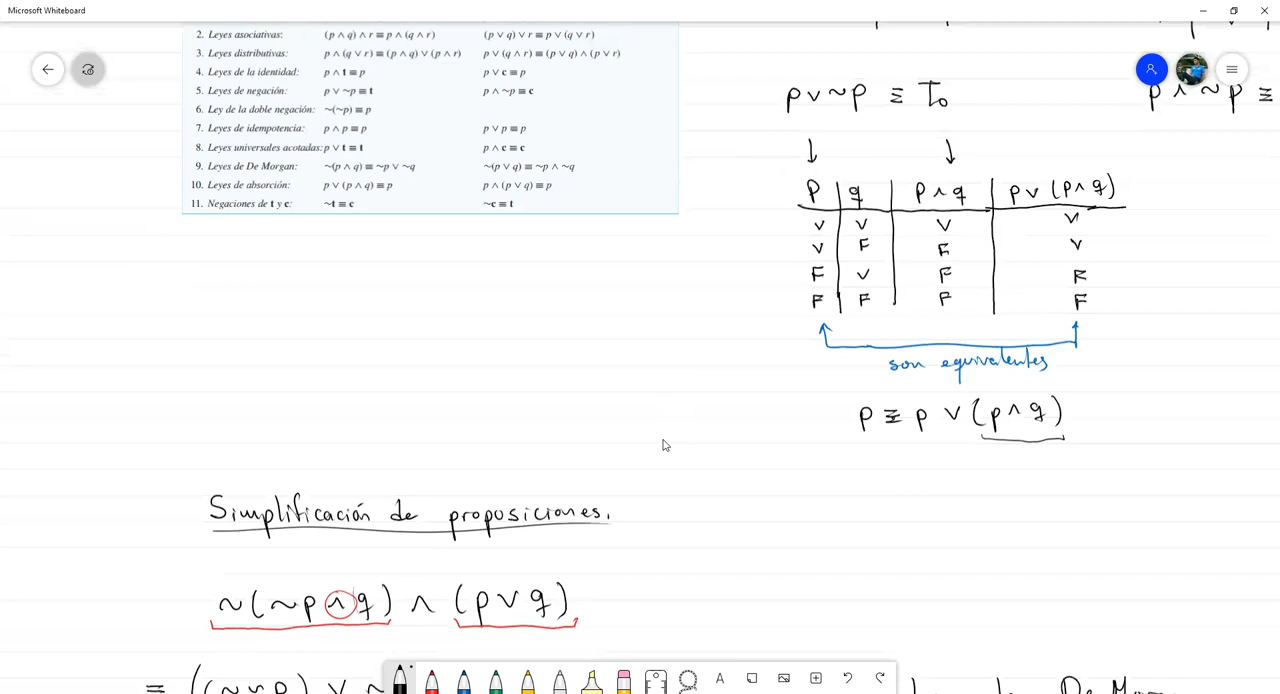 Microsoft Whiteboard
2. Leyes asociativas: (p ∧ q) ∧ r ≡ p ∧ (q ∧ r) (p ∨ q) ∨ r ≡ p ∨ (q ∨ r)
3. Leyes distributivas: p ∧ (q ∨ r) ≡ (p ∧ q) ∨ (p ∧ r) p ∨ (q ∧ r) ≡ (p ∨ q) ∧ (p ∨ r)
4. Leyes de la identidad: p ∧ t ≡ p p ∨ c ≡ p
5. Leyes de negación: p ∨ ~p ≡ t p ∧ ~p ≡ c
6. Ley de la doble negación: ~(~p) ≡ p
7. Leyes de idempotencia: p ∧ p ≡ p p ∨ p ≡ p
8. Leyes universales acotadas: p ∨ t ≡ t p ∧ c ≡ c
9. Leyes de De Morgan: ~(p ∧ q) ≡ ~p ∨ ~q ~(p ∨ q) ≡ ~p ∧ ~q
10. Leyes de absorción: p ∨ (p ∧ q) ≡ p p ∧ (p ∨ q) ≡ p
11. Negaciones de t y c: ~t ≡ c ~c ≡ t
p ∨ ~p ≡ T₀ p ∧ ~p ≡
p q p ∧ q p ∨ (p ∧ q)
V V V V
V F F V
F V F F
F F F F
son equivalentes
p ≡ p ∨ (p ∧ q)
Simplificación de proposiciones.
~(~p ∧ q) ∧ (p ∨ q)